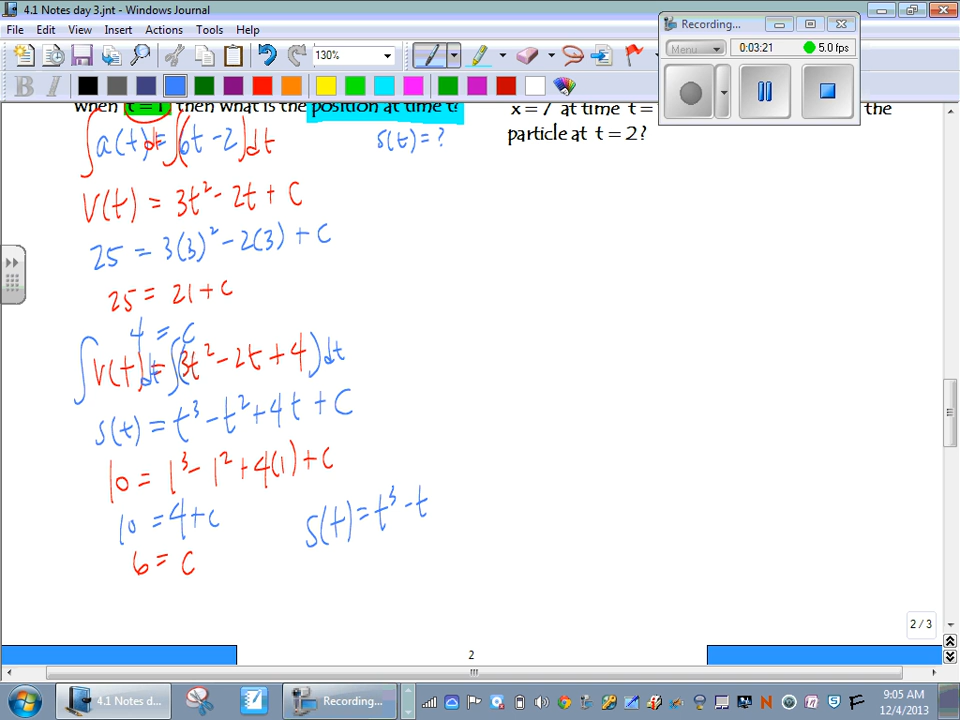 4.1 Notes day 3.jnt - Windows Journal
File Edit View Insert Actions Tools Help
130%
B I
Recording...
Menu
0:03:21
5.0 fps
when t = 1, then what is the position at time t?
x = 7 at time t =
the
particle at t = 2?
∫a(t)dt = ∫(6t - 2)dt
s(t) = ?
v(t) = 3t² - 2t + C
25 = 3(3)² - 2(3) + C
25 = 21 + C
4 = C
∫v(t)dt = ∫(3t² - 2t + 4)dt
s(t) = t³ - t² + 4t + C
10 = 1³ - 1² + 4(1) + C
10 = 4 + C
s(t) = t³ - t
6 = C
2 / 3
2
4.1 Notes d...
Recording...
9:05 AM
12/4/2013